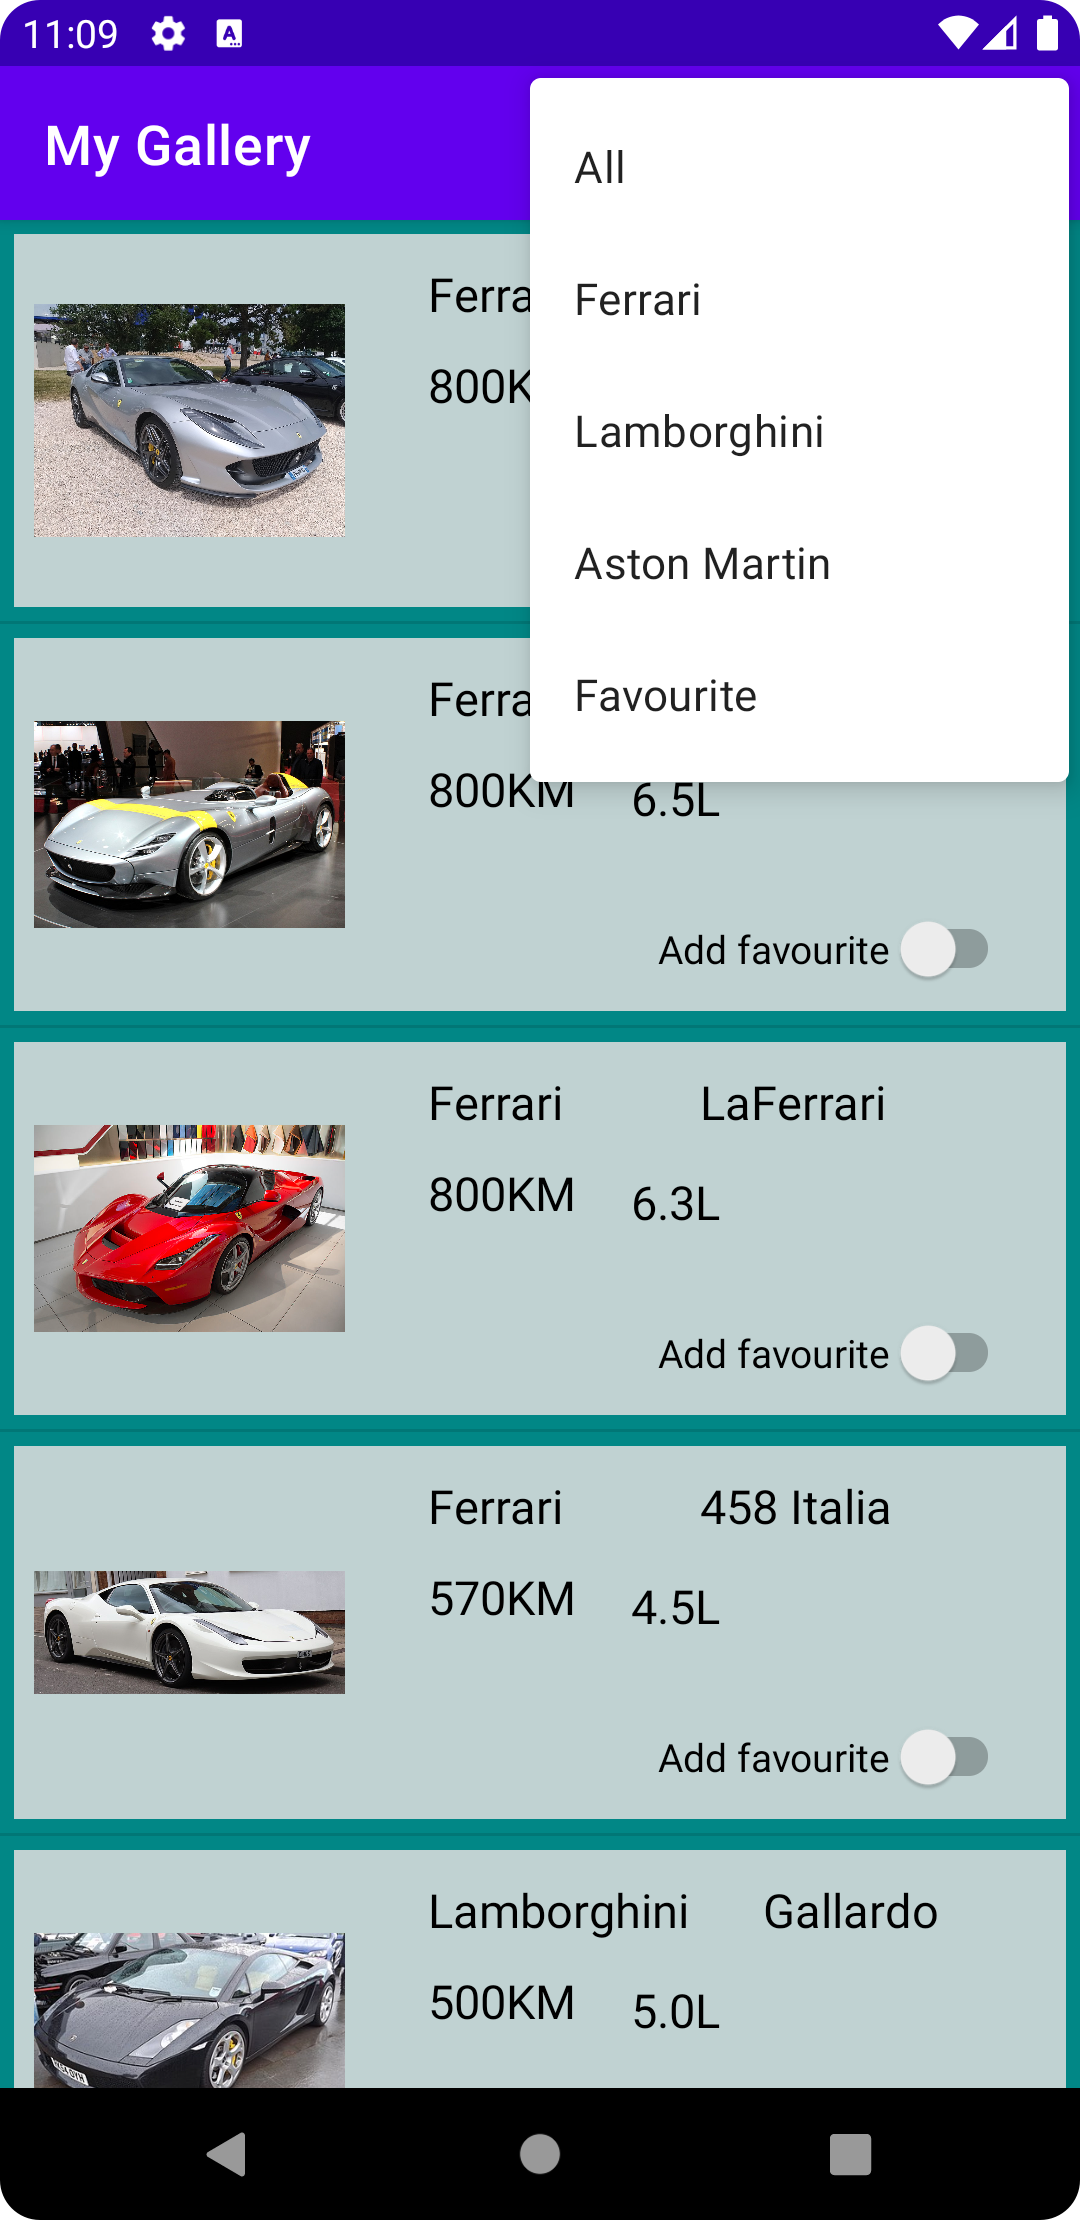 11:09
My Gallery
All
Ferrari
Lamborghini
Aston Martin
Favourite
Ferra
800K
Ferra
800KM 6.5L
Add favourite
Ferrari LaFerrari
800KM 6.3L
Add favourite
Ferrari 458 Italia
570KM 4.5L
Add favourite
Lamborghini Gallardo
500KM 5.0L